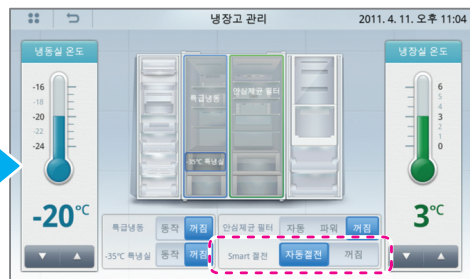 냉장고 관리
2011. 4. 11. 오후 11:04
냉동실 온도
-16
-18
-20
-22
-24
-20℃
특급냉동
안심제균 필터
-35℃ 특냉실
냉장실 온도
6
5
4
3
2
1
0
3℃
특급냉동 동작 꺼짐
안심제균 필터 자동 파워 꺼짐
-35℃ 특냉실 동작 꺼짐
Smart 절전 자동절전 꺼짐